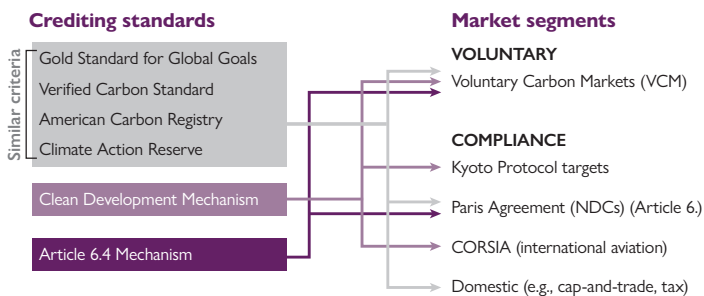 Crediting standards
Similar criteria
Gold Standard for Global Goals
Verified Carbon Standard
American Carbon Registry
Climate Action Reserve
Clean Development Mechanism
Article 6.4 Mechanism
Market segments
VOLUNTARY
Voluntary Carbon Markets (VCM)
COMPLIANCE
Kyoto Protocol targets
Paris Agreement (NDCs) (Article 6.)
CORSIA (international aviation)
Domestic (e.g., cap-and-trade, tax)